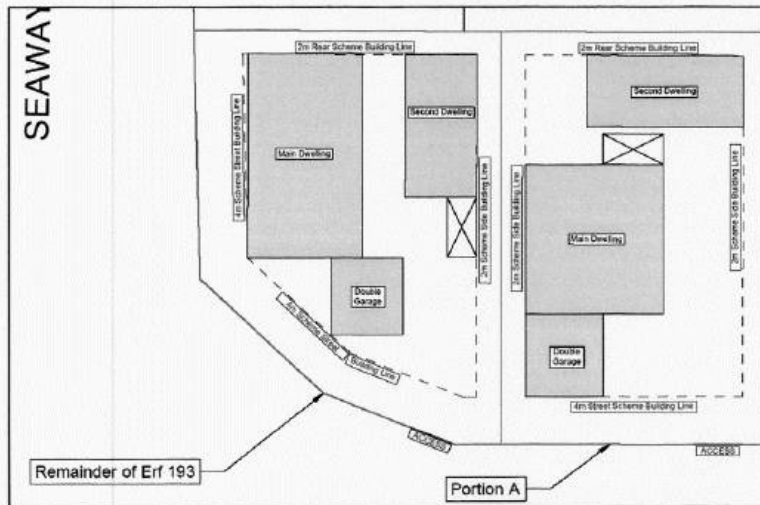 SEAWAY
2m Rear Scheme Building Line
2m Rear Scheme Building Line
Second Dwelling
Second Dwelling
4m Scheme Street Building Line
Main Dwelling
2m Scheme Side Building Line
2m Scheme Side Building Line
2m Scheme Side Building Line
Main Dwelling
Double
Garage
4m Scheme Street
Building Line
Double
Garage
4m Street Scheme Building Line
ACCESS
ACCESS
Remainder of Erf 193
Portion A